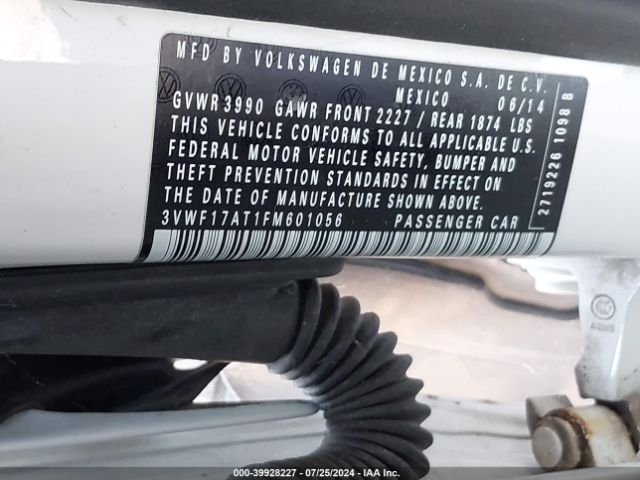 MFD BY VOLKSWAGEN DE MEXICO S.A. DE C.V.
MEXICO 06/14
GVWR 3990 GAWR FRONT 2227 / REAR 1874 LBS
THIS VEHICLE CONFORMS TO ALL APPLICABLE U.S.
FEDERAL MOTOR VEHICLE SAFETY, BUMPER AND
THEFT PREVENTION STANDARDS IN EFFECT ON
THE DATE OF MANUFACTURE SHOWN ABOVE.
3VWF17AT1FM601056 PASSENGER CAR
2719226 1098 B
000-39928227 - 07/25/2024 - IAA Inc.